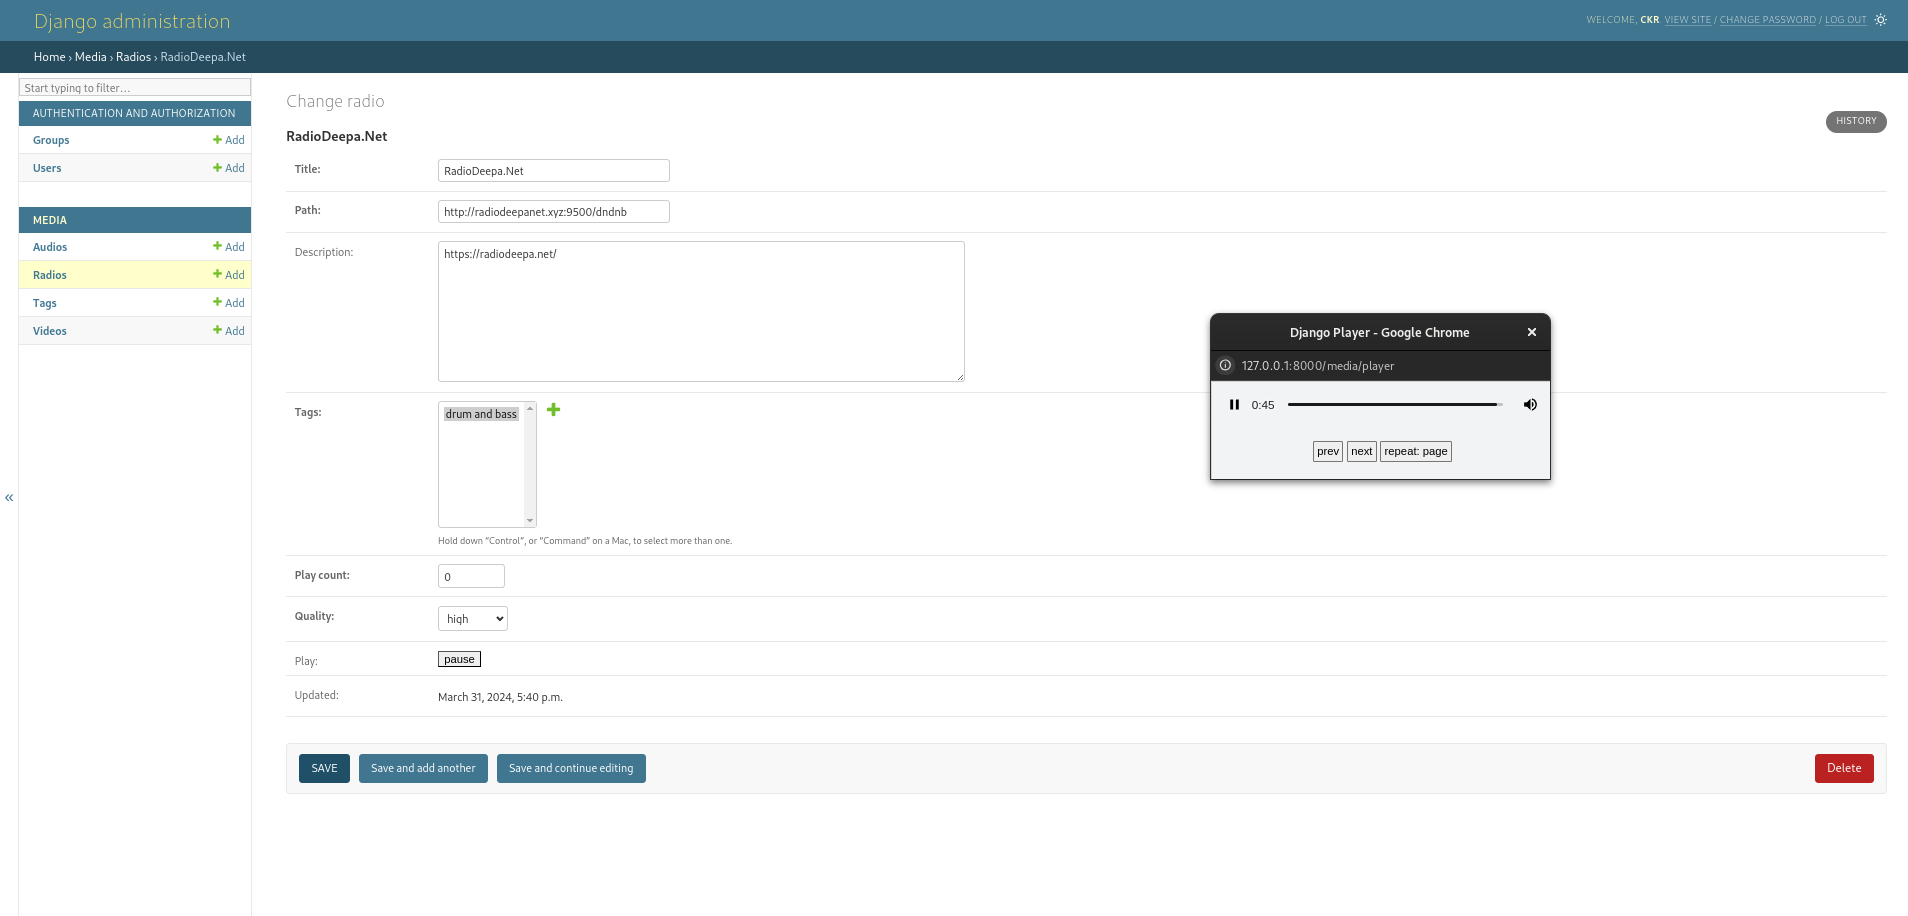 Django administration
WELCOME, CKR. VIEW SITE / CHANGE PASSWORD / LOG OUT
Home › Media › Radios › RadioDeepa.Net
Start typing to filter…
AUTHENTICATION AND AUTHORIZATION
Groups + Add
Users + Add
MEDIA
Audios + Add
Radios + Add
Tags + Add
Videos + Add
«
Change radio
HISTORY
RadioDeepa.Net
Title: RadioDeepa.Net
Path: http://radiodeepanet.xyz:9500/dndnb
Description: https://radiodeepa.net/
Tags: drum and bass
Hold down “Control”, or “Command” on a Mac, to select more than one.
Play count: 0
Quality: high
Play: pause
Updated: March 31, 2024, 5:40 p.m.
SAVE Save and add another Save and continue editing Delete
Django Player - Google Chrome
127.0.0.1:8000/media/player
0:45
prev next repeat: page